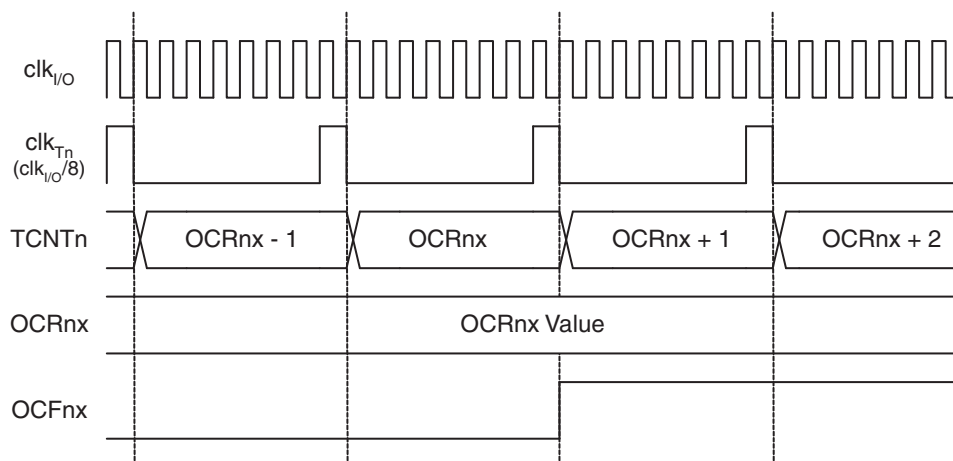 clkI/O
clkTn
(clkI/O/8)
TCNTn OCRnx - 1 OCRnx OCRnx + 1 OCRnx + 2
OCRnx OCRnx Value
OCFnx